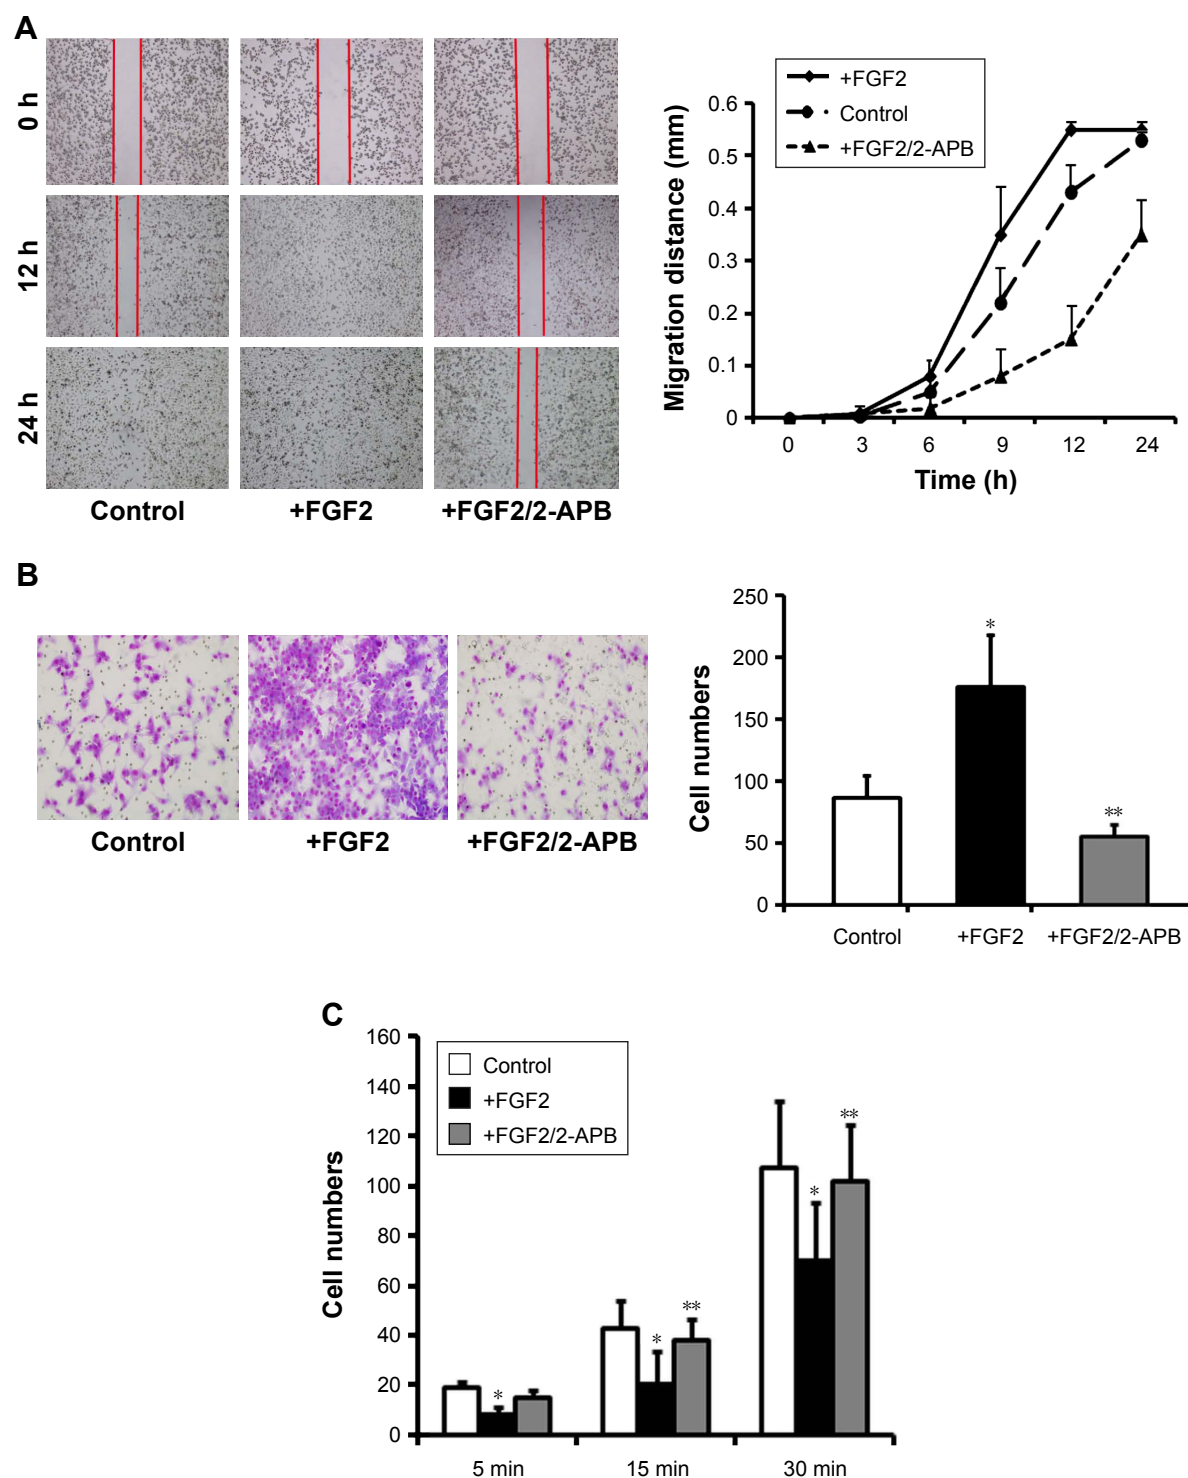 A
0 h
12 h
24 h
Control
+FGF2
+FGF2/2-APB
+FGF2
Control
+FGF2/2-APB
Migration distance (mm)
0.6
0.5
0.4
0.3
0.2
0.1
0
0 3 6 9 12 24
Time (h)
B
Control
+FGF2
+FGF2/2-APB
Cell numbers
250
200
150
100
50
0
*
**
Control +FGF2 +FGF2/2-APB
C
Control
+FGF2
+FGF2/2-APB
Cell numbers
160
140
120
100
80
60
40
20
0
*
*
**
*
**
5 min 15 min 30 min